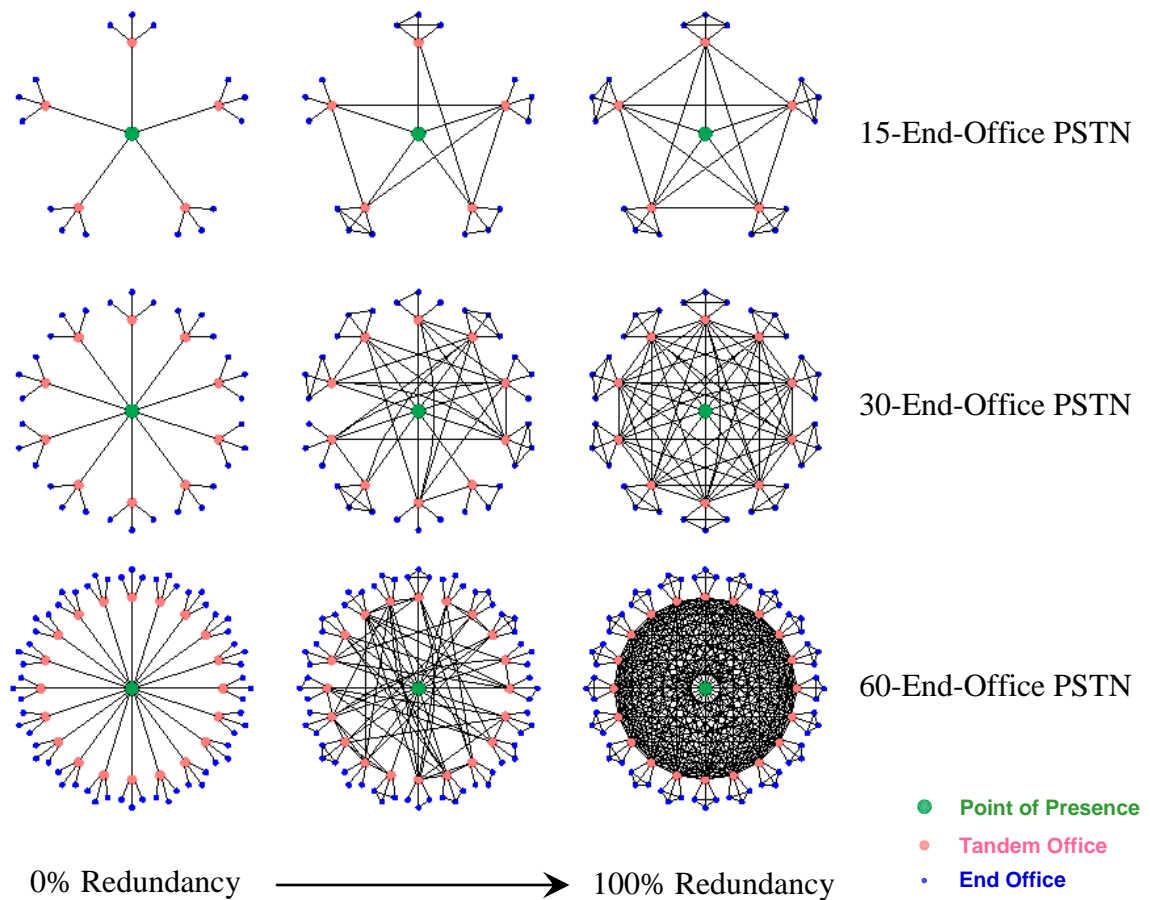 15-End-Office PSTN
30-End-Office PSTN
60-End-Office PSTN
Point of Presence
Tandem Office
End Office
0% Redundancy
100% Redundancy